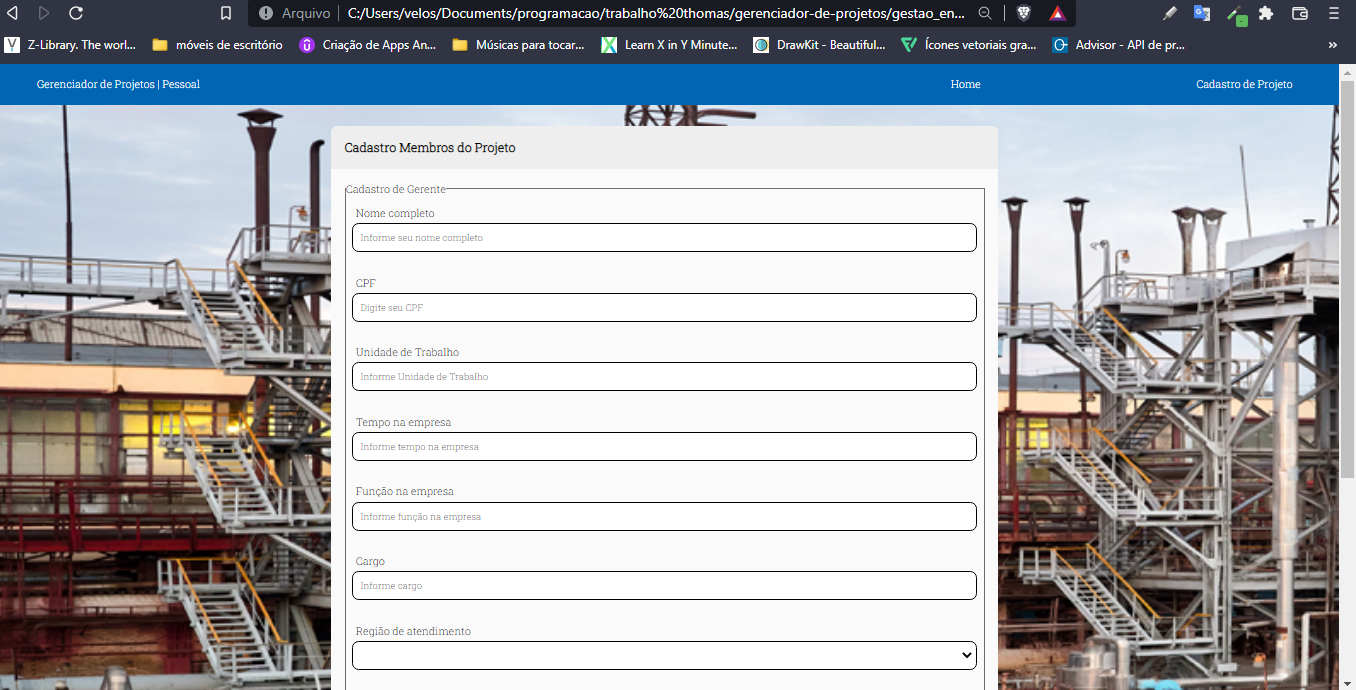 Arquivo C:/Users/velos/Documents/programacao/trabalho%20thomas/gerenciador-de-projetos/gestao_en...
Z-Library. The worl... móveis de escritório Criação de Apps An... Músicas para tocar... Learn X in Y Minute... DrawKit - Beautiful... Ícones vetoriais gra... Advisor - API de pr... »
Gerenciador de Projetos | Pessoal Home Cadastro de Projeto
Cadastro Membros do Projeto
Cadastro de Gerente
Nome completo
Informe seu nome completo
CPF
Digite seu CPF
Unidade de Trabalho
Informe Unidade de Trabalho
Tempo na empresa
Informe tempo na empresa
Função na empresa
Informe função na empresa
Cargo
Informe cargo
Região de atendimento